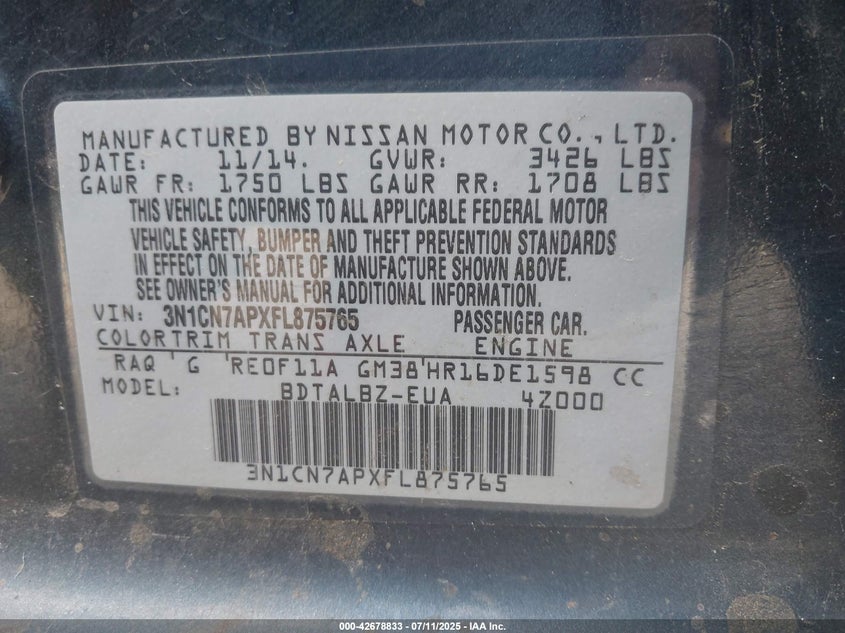 MANUFACTURED BY NISSAN MOTOR CO., LTD.
DATE: 11/14. GVWR: 3426 LBS
GAWR FR: 1750 LBS GAWR RR: 1708 LBS
THIS VEHICLE CONFORMS TO ALL APPLICABLE FEDERAL MOTOR
VEHICLE SAFETY, BUMPER AND THEFT PREVENTION STANDARDS
IN EFFECT ON THE DATE OF MANUFACTURE SHOWN ABOVE.
SEE OWNER'S MANUAL FOR ADDITIONAL INFORMATION.
VIN: 3N1CN7APXFL875765 PASSENGER CAR.
COLORTRIM TRANS AXLE ENGINE
RAQ ' G 'RE0F11A GM38'HR16DE1598 CC
MODEL: BDTALBZ-EUA 4Z000
3N1CN7APXFL875765
000-42678833 - 07/11/2025 - IAA Inc.